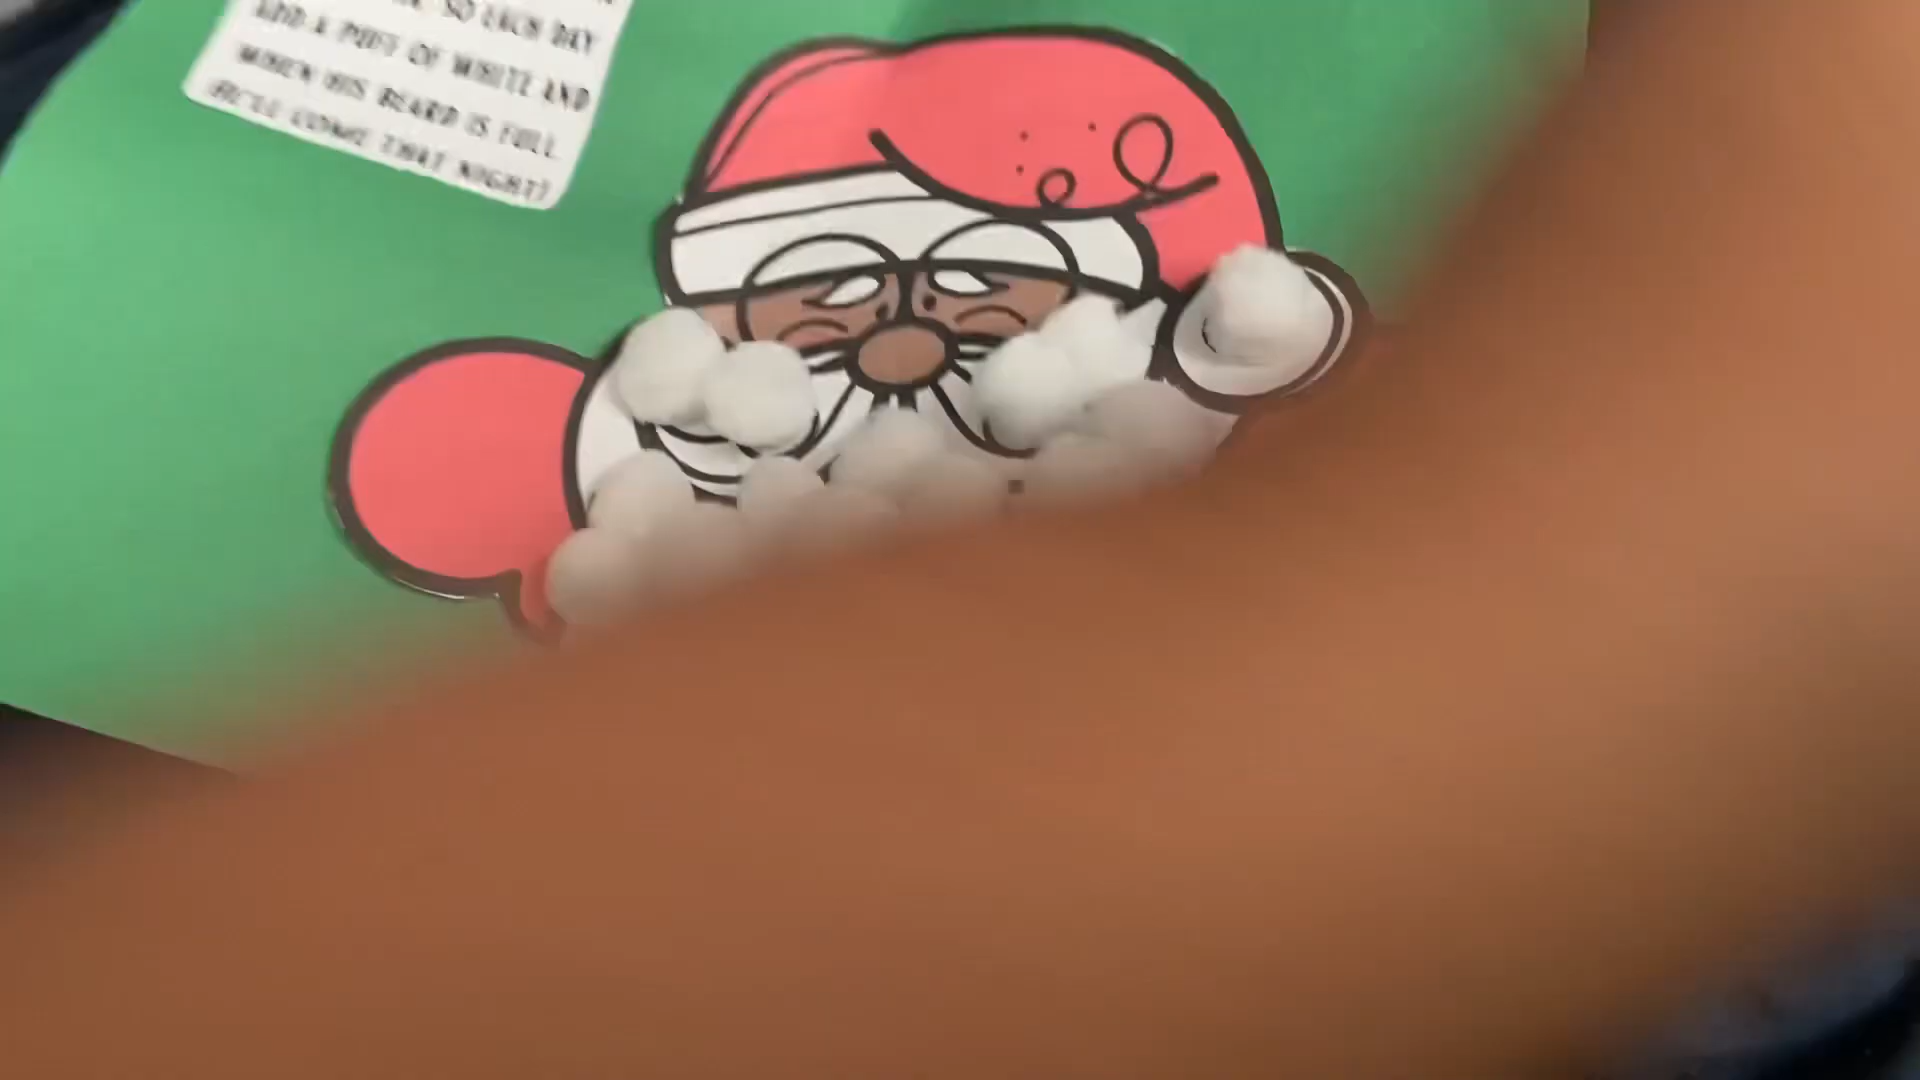 SO EACH DAY
ADD A PUFF OF WHITE AND
WHEN HIS BEARD IS FULL
HE'LL COME THAT NIGHT!